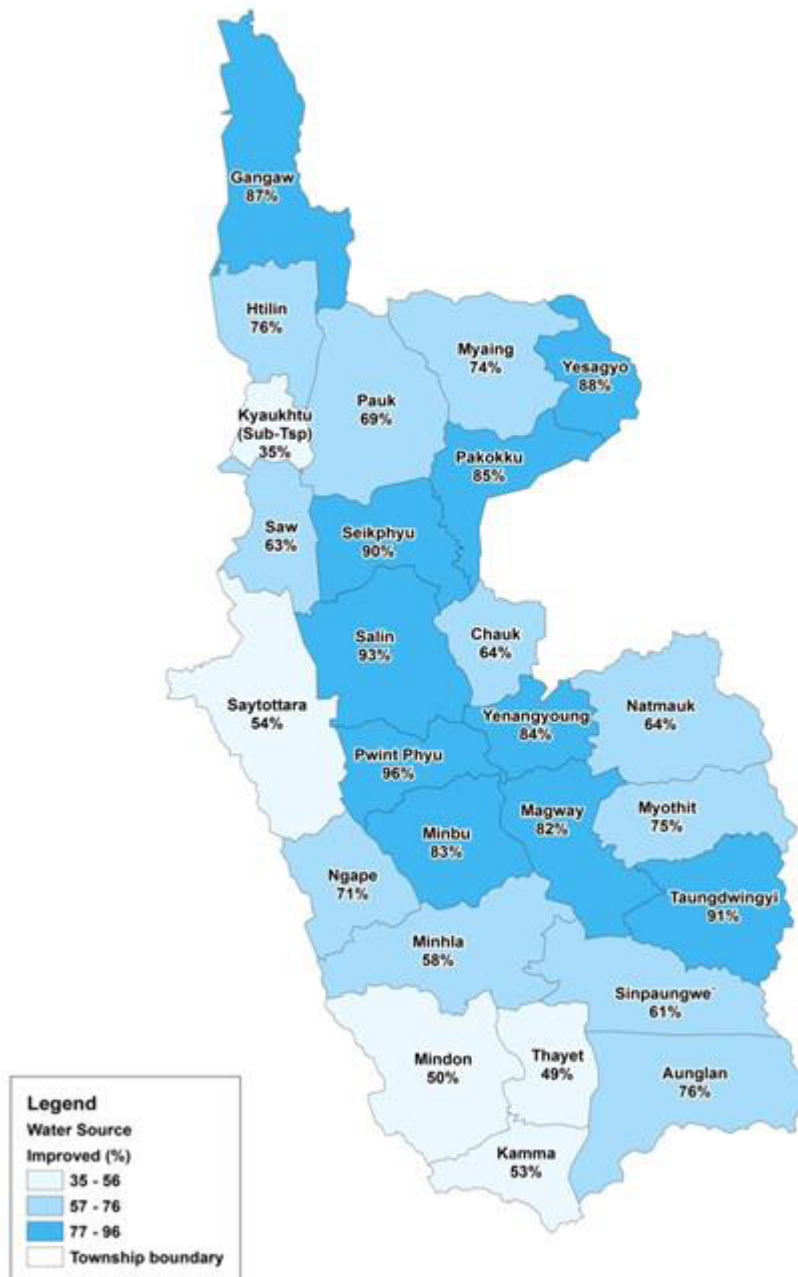 Gangaw
87%
Htilin
76%
Myaing
74%
Yesagyo
88%
Pauk
69%
Kyaukhtu
(Sub-Tsp)
35%
Pakokku
85%
Saw
63%
Seikphyu
90%
Salin
93%
Chauk
64%
Saytottara
54%
Yenangyoung
84%
Natmauk
64%
Pwint Phyu
96%
Magway
82%
Myothit
75%
Minbu
83%
Ngape
71%
Taungdwingyi
91%
Minhla
58%
Sinpaungwe`
61%
Mindon
50%
Thayet
49%
Aunglan
76%
Kamma
53%
Legend
Water Source
Improved (%)
35 - 56
57 - 76
77 - 96
Township boundary